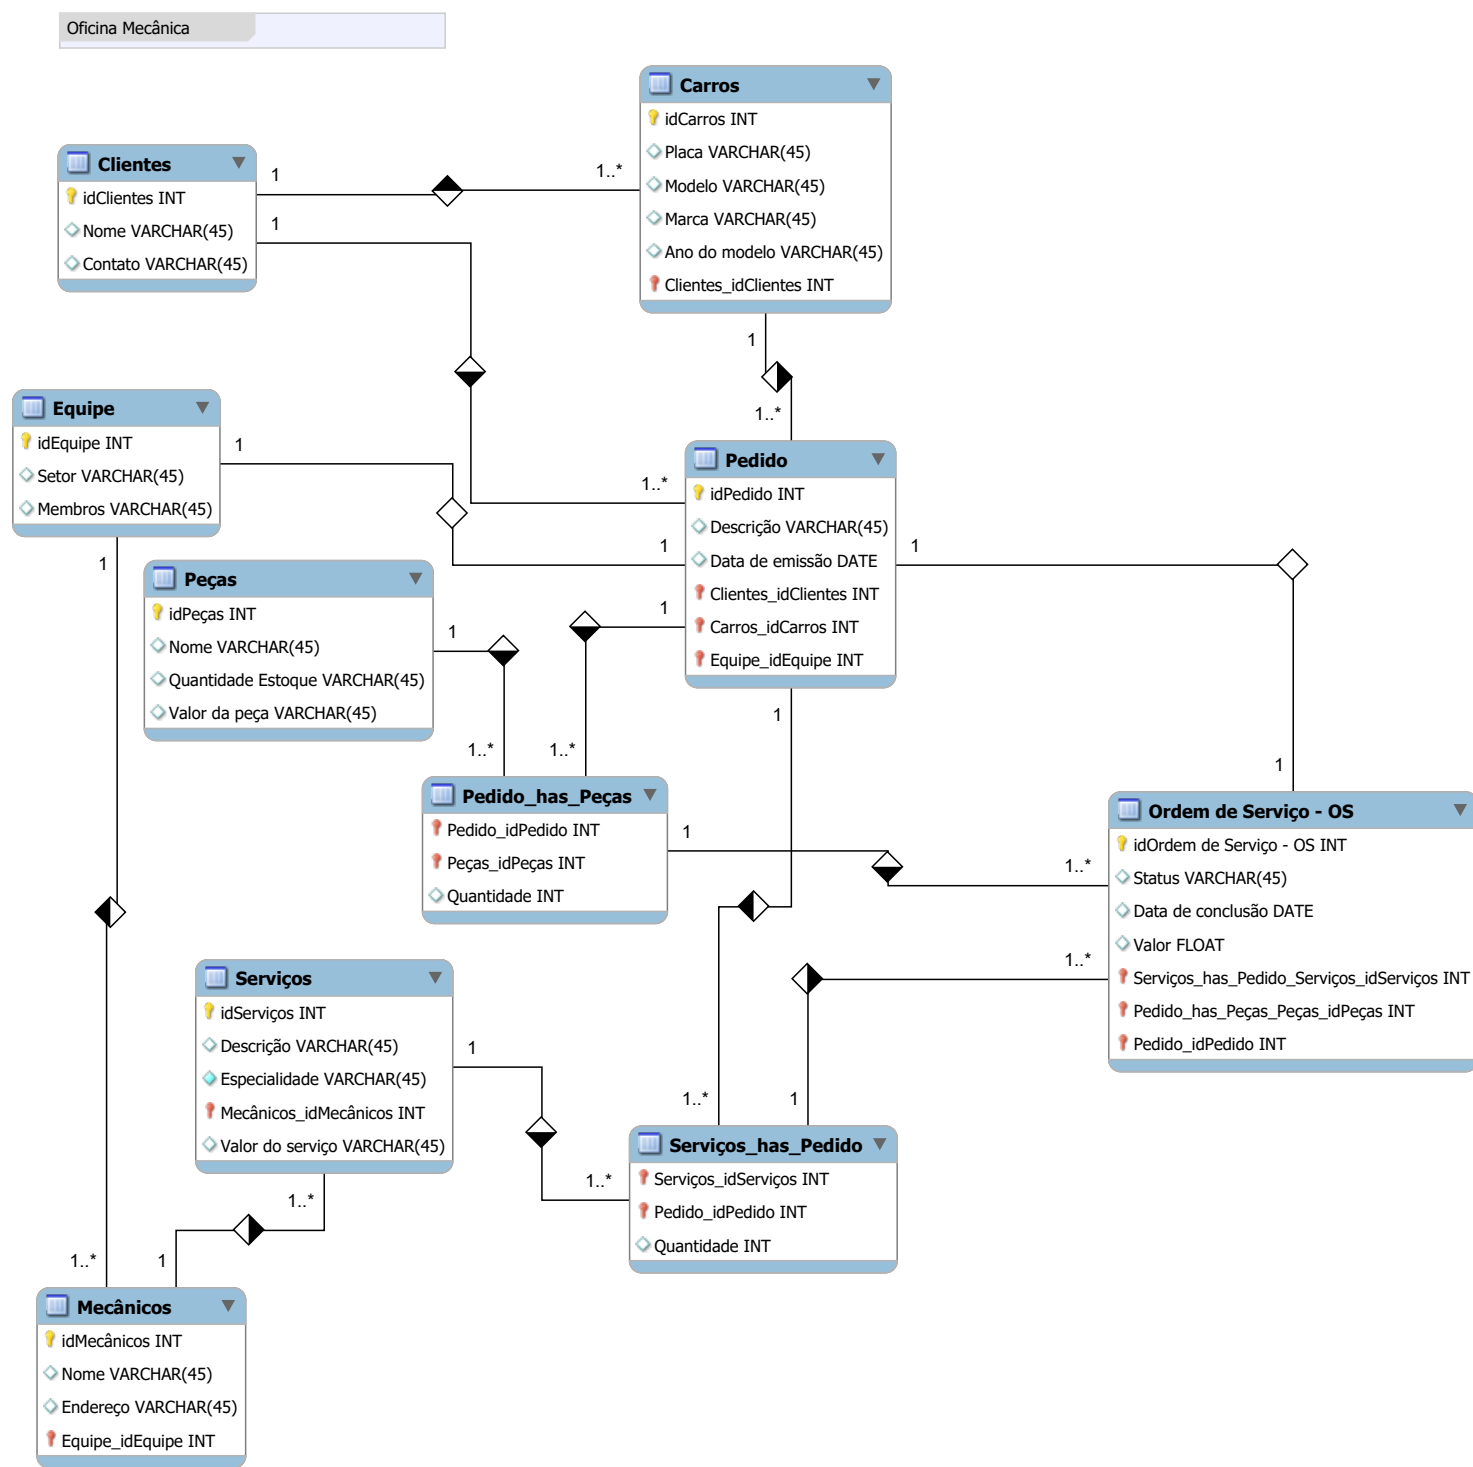 Oficina Mecânica
Carros
idCarros INT
Placa VARCHAR(45)
Modelo VARCHAR(45)
Marca VARCHAR(45)
Ano do modelo VARCHAR(45)
Clientes_idClientes INT
Clientes
idClientes INT
Nome VARCHAR(45)
Contato VARCHAR(45)
1
1..*
1
1
1..*
Equipe
idEquipe INT
Setor VARCHAR(45)
Membros VARCHAR(45)
1
1
Pedido
idPedido INT
Descrição VARCHAR(45)
Data de emissão DATE
Clientes_idClientes INT
Carros_idCarros INT
Equipe_idEquipe INT
1..*
1
1
1
1
Peças
idPeças INT
Nome VARCHAR(45)
Quantidade Estoque VARCHAR(45)
Valor da peça VARCHAR(45)
1
1..*
1..*
1
Pedido_has_Peças
Pedido_idPedido INT
Peças_idPeças INT
Quantidade INT
1
1..*
Ordem de Serviço - OS
idOrdem de Serviço - OS INT
Status VARCHAR(45)
Data de conclusão DATE
Valor FLOAT
Serviços_has_Pedido_Serviços_idServiços INT
Pedido_has_Peças_Peças_idPeças INT
Pedido_idPedido INT
1..*
Serviços
idServiços INT
Descrição VARCHAR(45)
Especialidade VARCHAR(45)
Mecânicos_idMecânicos INT
Valor do serviço VARCHAR(45)
1
1..*
1..*
1
1..*
Serviços_has_Pedido
Serviços_idServiços INT
Pedido_idPedido INT
Quantidade INT
1..*
1
Mecânicos
idMecânicos INT
Nome VARCHAR(45)
Endereço VARCHAR(45)
Equipe_idEquipe INT